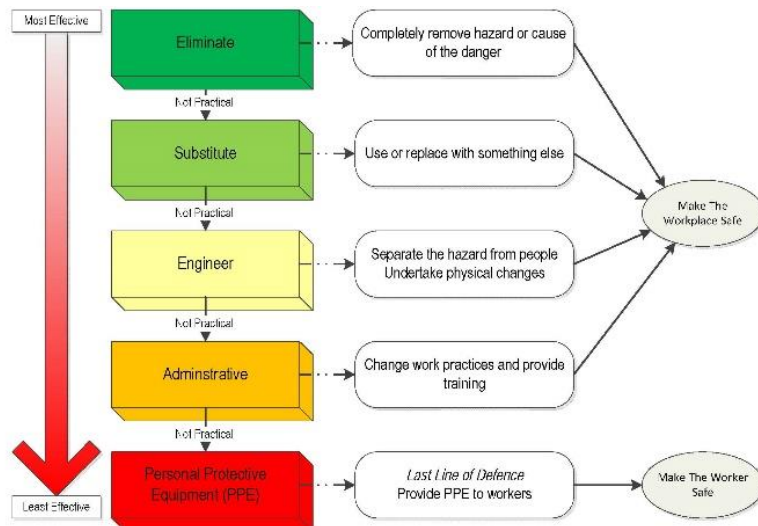 Most Effective
Eliminate
Completely remove hazard or cause
of the danger
Not Practical
Substitute
Use or replace with something else
Make The
Workplace Safe
Not Practical
Engineer
Separate the hazard from people
Undertake physical changes
Not Practical
Adminstrative
Change work practices and provide
training
Not Practical
Personal Protective
Equipment (PPE)
Last Line of Defence
Provide PPE to workers
Make The Worker
Safe
Least Effective